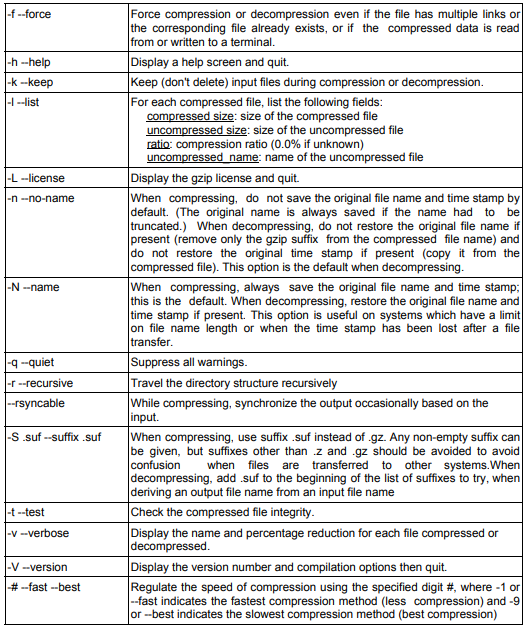 -f --force
Force compression or decompression even if the file has multiple links or
the corresponding file already exists, or if the compressed data is read
from or written to a terminal.
-h --help
Display a help screen and quit.
-k --keep
Keep (don't delete) input files during compression or decompression.
-l --list
For each compressed file, list the following fields:
compressed size: size of the compressed file
uncompressed size: size of the uncompressed file
ratio: compression ratio (0.0% if unknown)
uncompressed_name: name of the uncompressed file
-L --license
Display the gzip license and quit.
-n --no-name
When compressing, do not save the original file name and time stamp by
default. (The original name is always saved if the name had to be
truncated.) When decompressing, do not restore the original file name if
present (remove only the gzip suffix from the compressed file name) and
do not restore the original time stamp if present (copy it from the
compressed file). This option is the default when decompressing.
-N --name
When compressing, always save the original file name and time stamp;
this is the default. When decompressing, restore the original file name and
time stamp if present. This option is useful on systems which have a limit
on file name length or when the time stamp has been lost after a file
transfer.
-q --quiet
Suppress all warnings.
-r --recursive
Travel the directory structure recursively
--rsyncable
While compressing, synchronize the output occasionally based on the
input.
-S .suf --suffix .suf
When compressing, use suffix .suf instead of .gz. Any non-empty suffix can
be given, but suffixes other than .z and .gz should be avoided to avoid
confusion when files are transferred to other systems.When
decompressing, add .suf to the beginning of the list of suffixes to try, when
deriving an output file name from an input file name
-t --test
Check the compressed file integrity.
-v --verbose
Display the name and percentage reduction for each file compressed or
decompressed.
-V --version
Display the version number and compilation options then quit.
-# --fast --best
Regulate the speed of compression using the specified digit #, where -1 or
--fast indicates the fastest compression method (less compression) and -9
or --best indicates the slowest compression method (best compression)